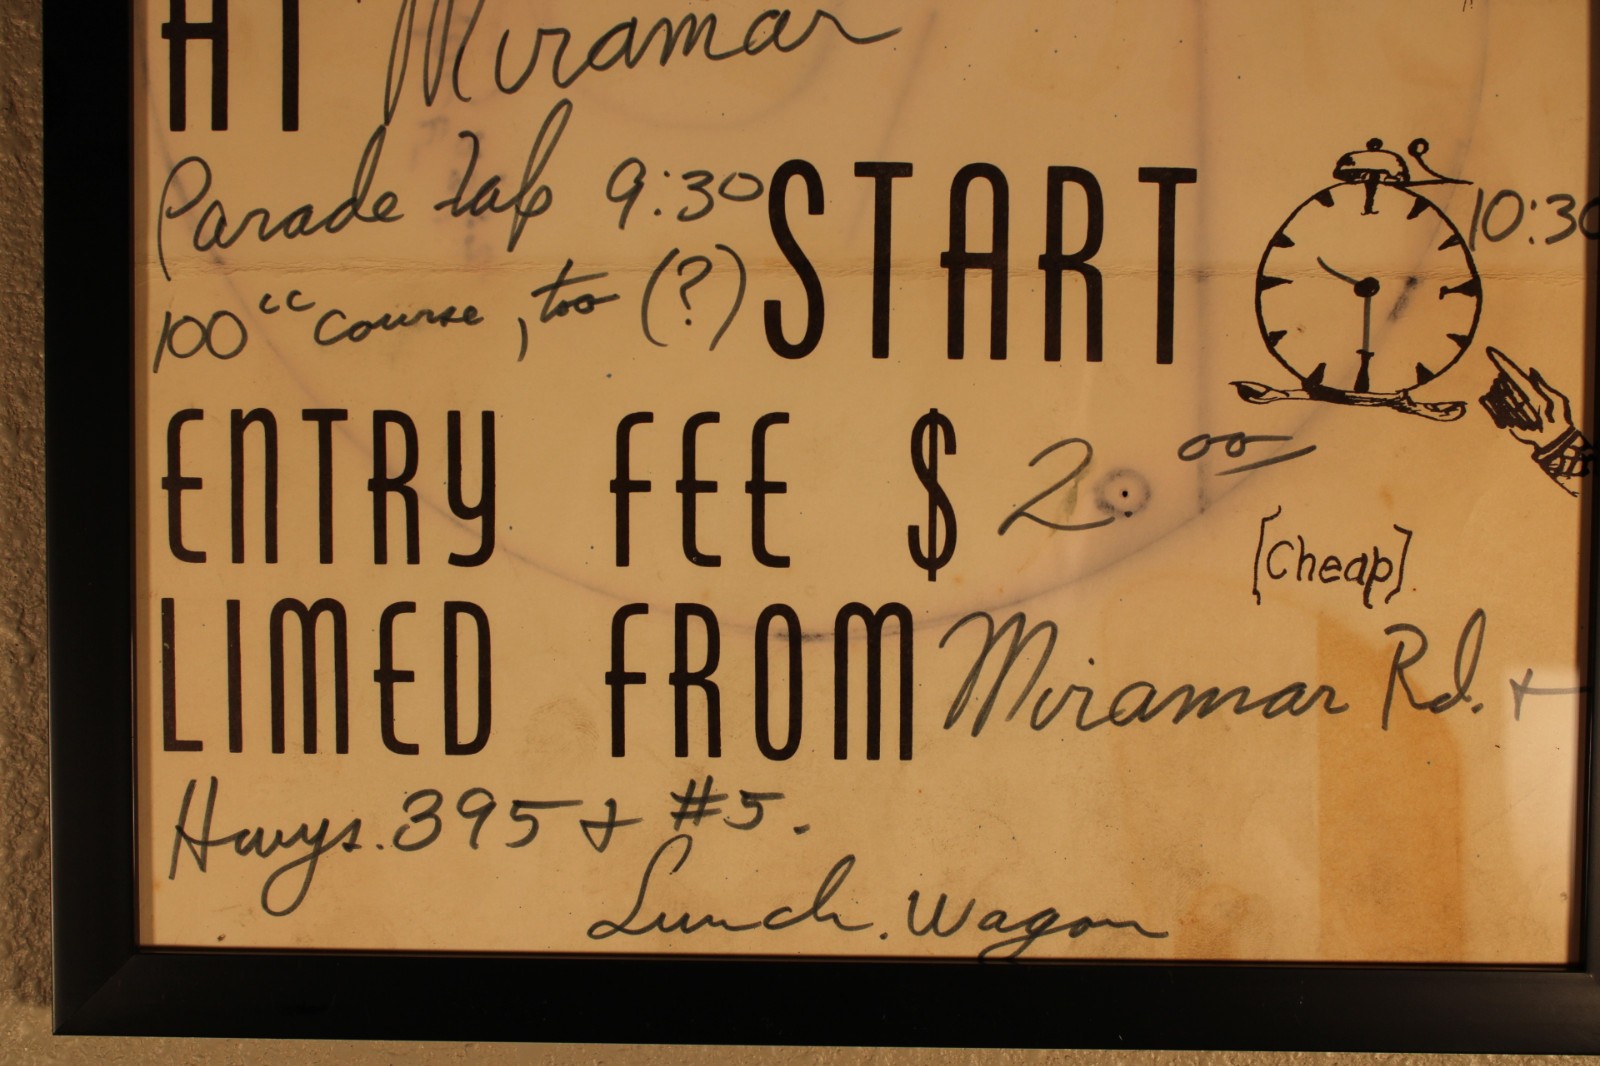 AT Miramar
Parade lap 9:30 START 10:30
100cc course, too (?)
ENTRY FEE $ 2.00
[Cheap]
LIMED FROM Miramar Rd. +
Hwys. 395 + #5.
Lunch. Wagon